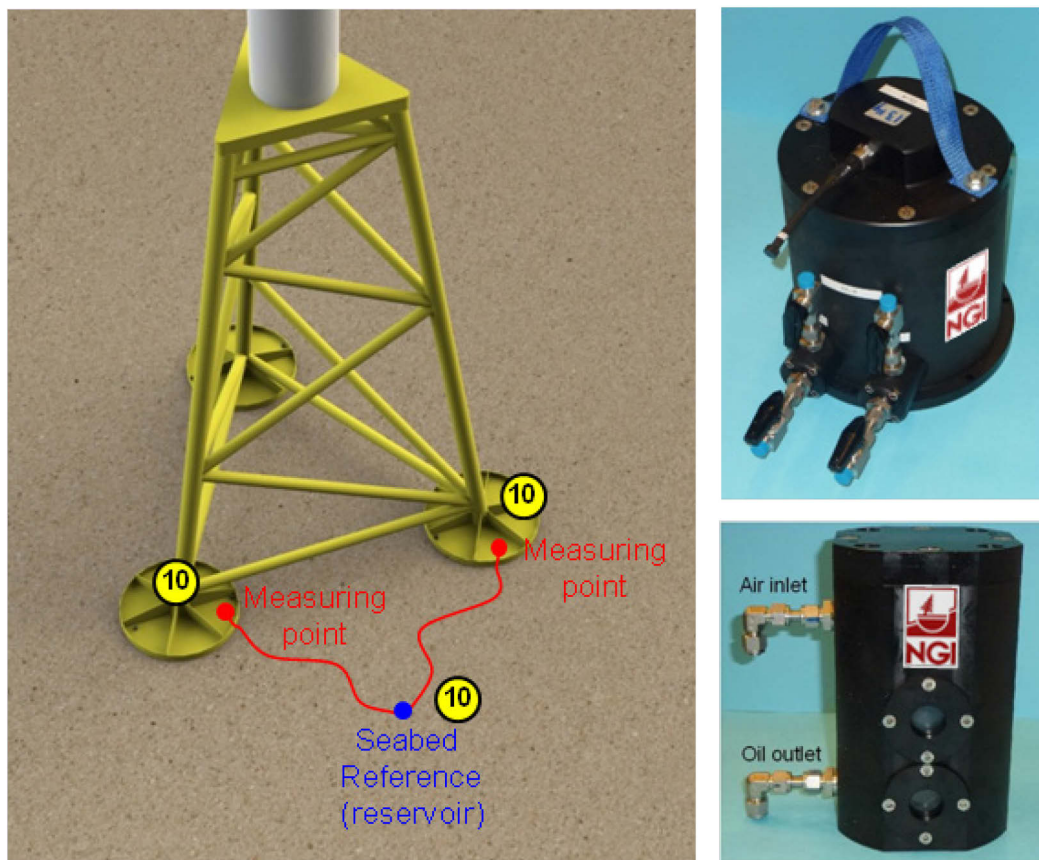 10
10
Measuring
point
Measuring
point
10
Seabed
Reference
(reservoir)
NGI
Air inlet
NGI
Oil outlet